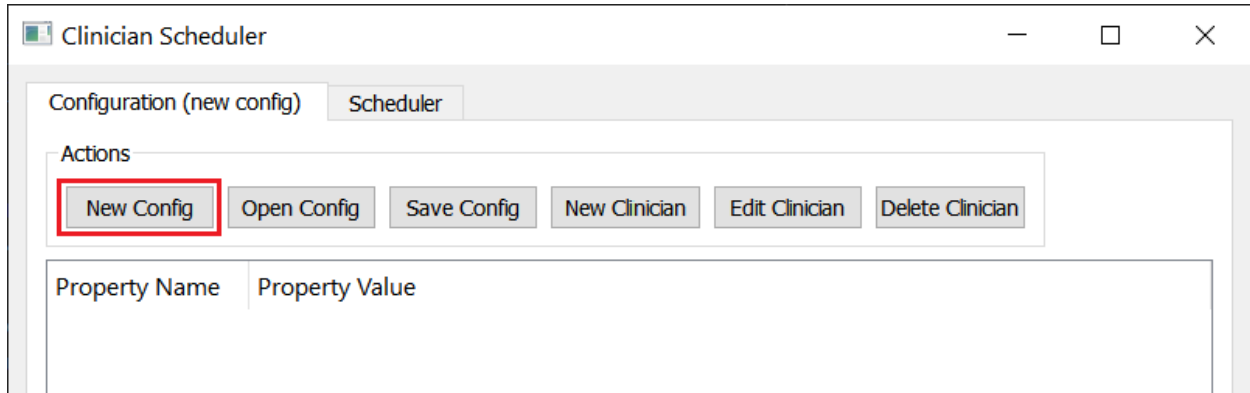 Clinician Scheduler
Configuration (new config) Scheduler
Actions
New Config Open Config Save Config New Clinician Edit Clinician Delete Clinician
Property Name Property Value